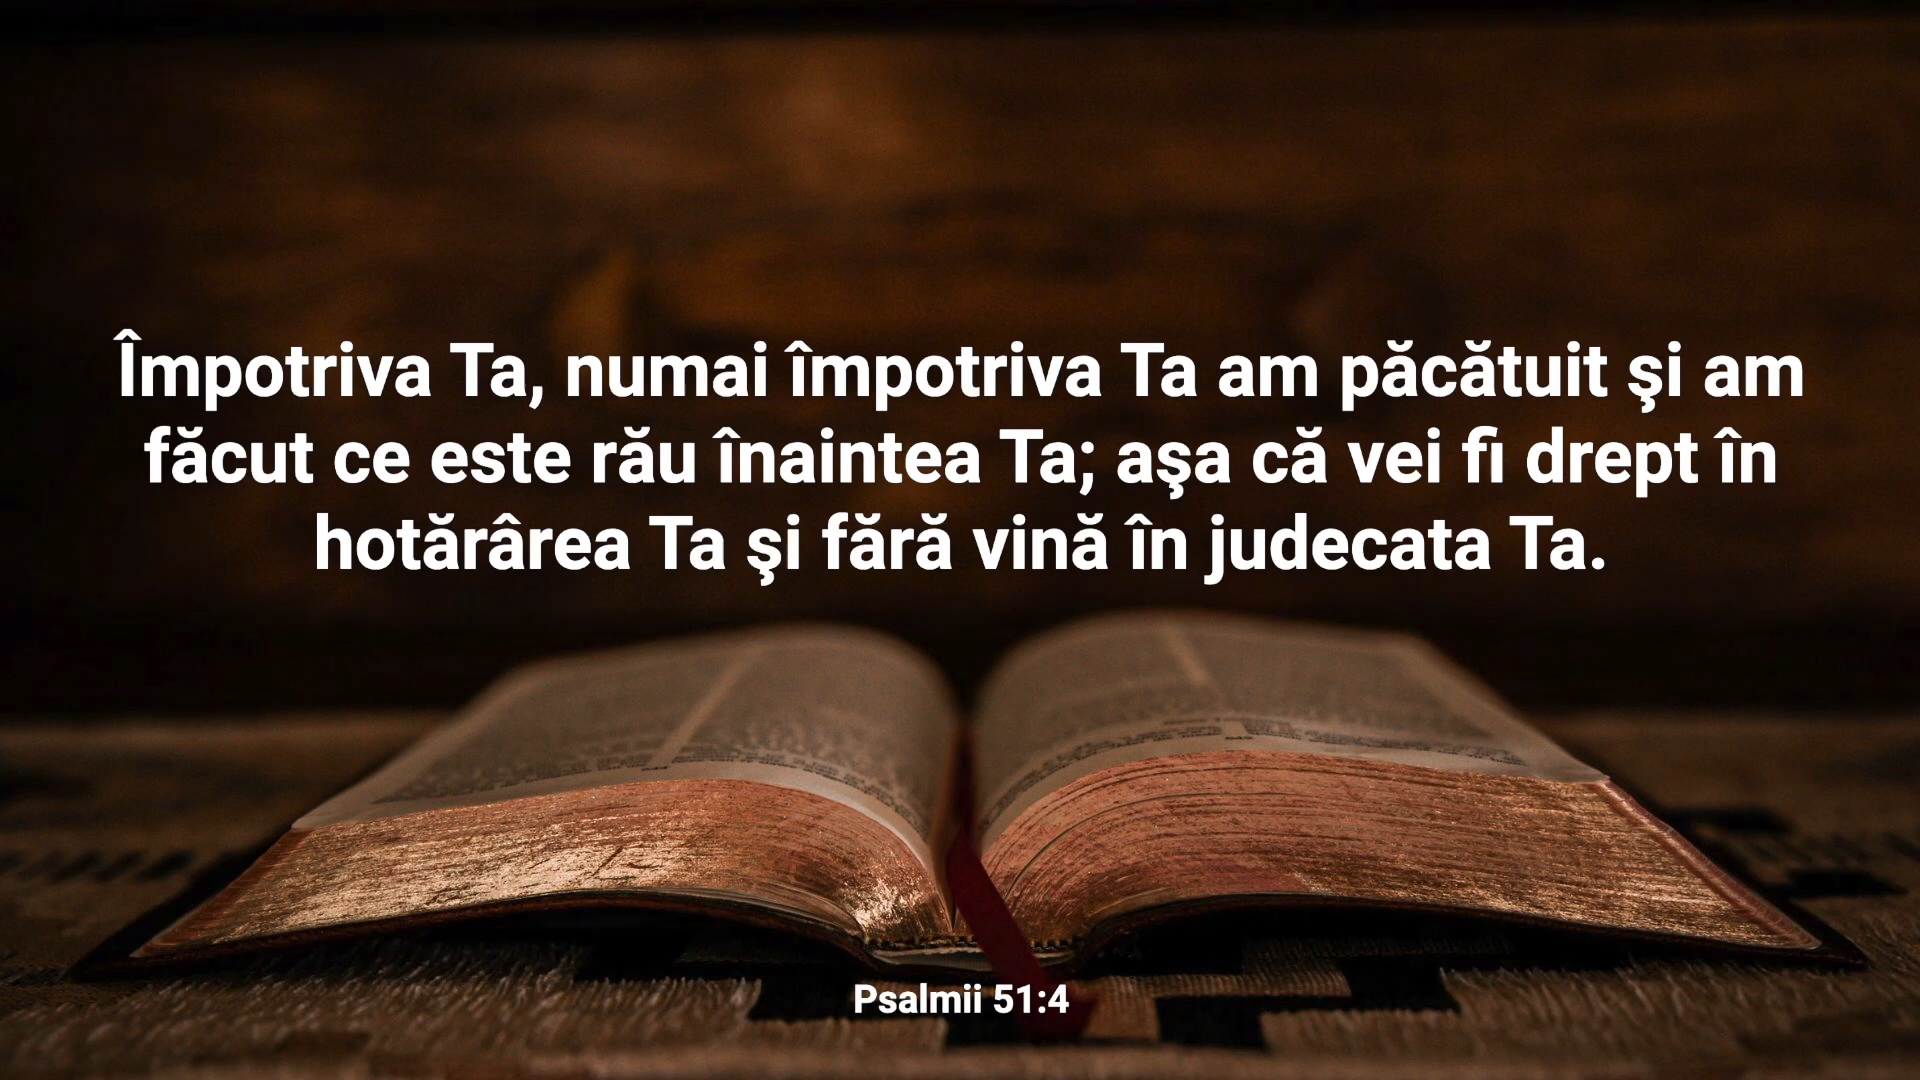 Împotriva Ta, numai împotriva Ta am păcătuit şi am
făcut ce este rău înaintea Ta; aşa că vei fi drept în
hotărârea Ta şi fără vină în judecata Ta.
Psalmii 51:4